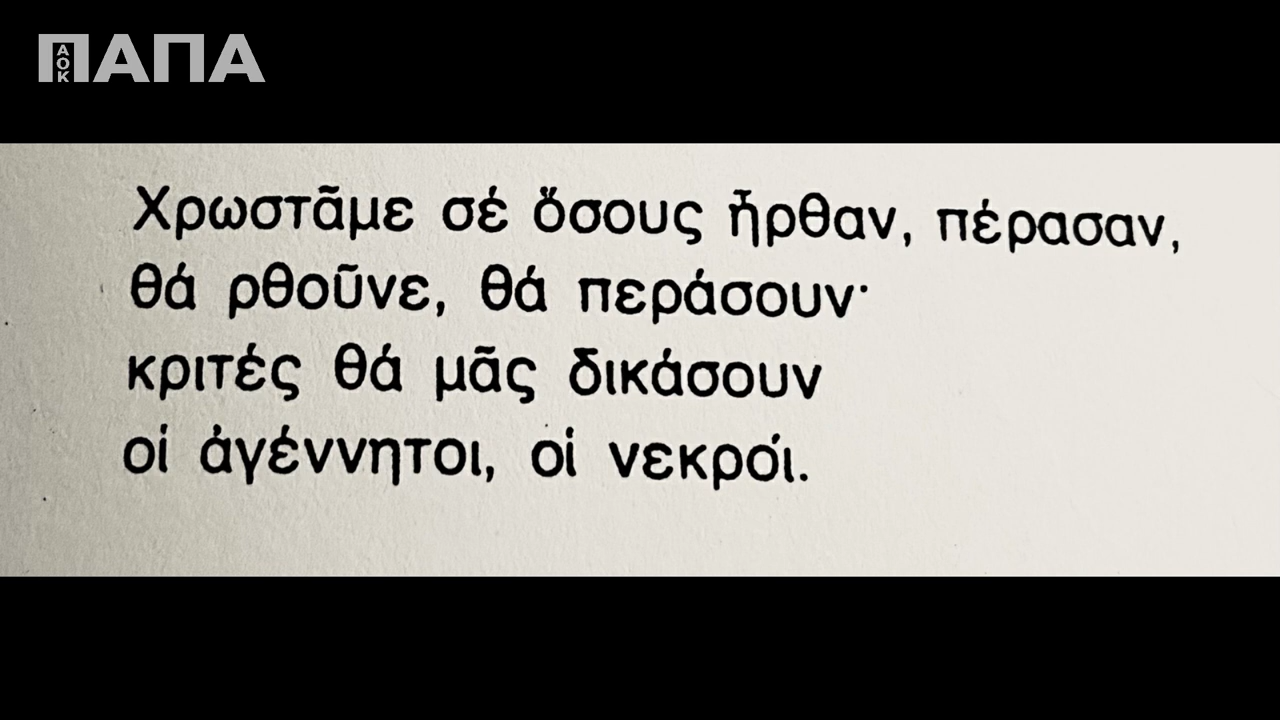 ΠΑΠΑ
ΑΟΚ
Χρωστᾶμε σέ ὅσους ἦρθαν, πέρασαν,
θά ρθοῦνε, θά περάσουν·
κριτές θά μᾶς δικάσουν
οἱ ἀγέννητοι, οἱ νεκροί.